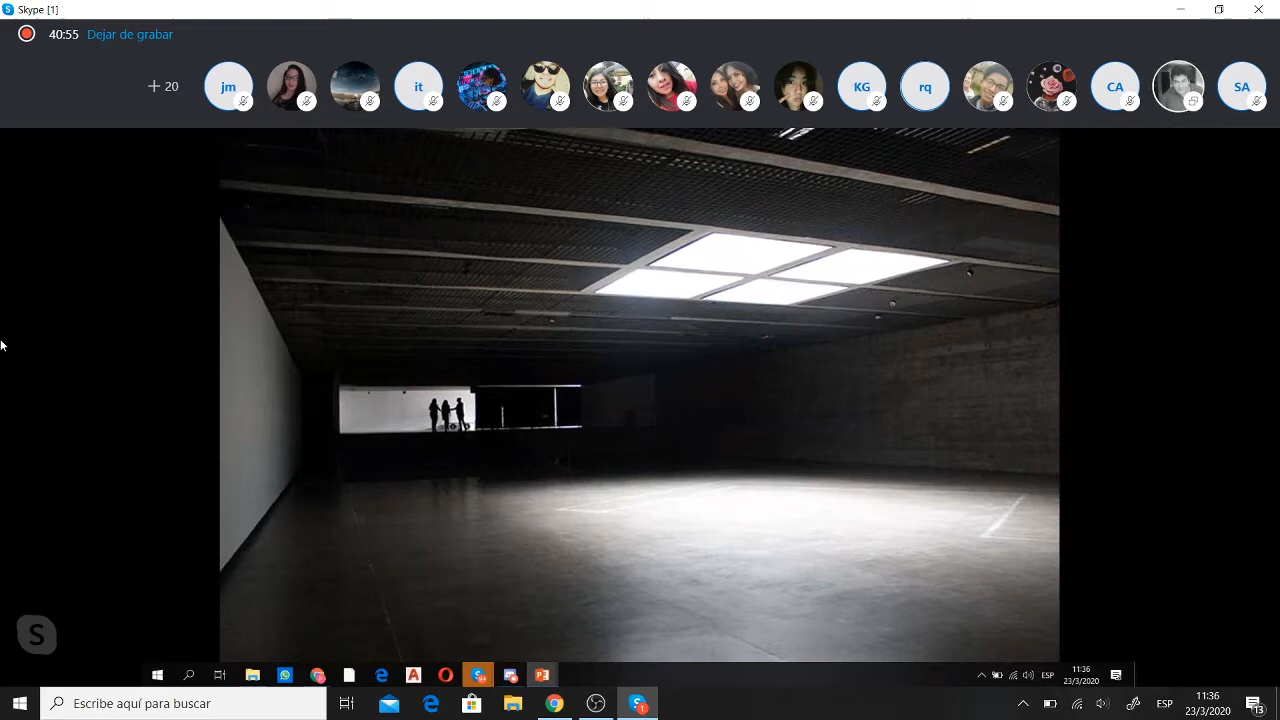 Skype [1]
40:55 Dejar de grabar
+ 20
jm
it
KG
rq
CA
SA
S
11:36
ESP
23/3/2020
Escribe aquí para buscar
11:36
ESP
23/3/2020
13